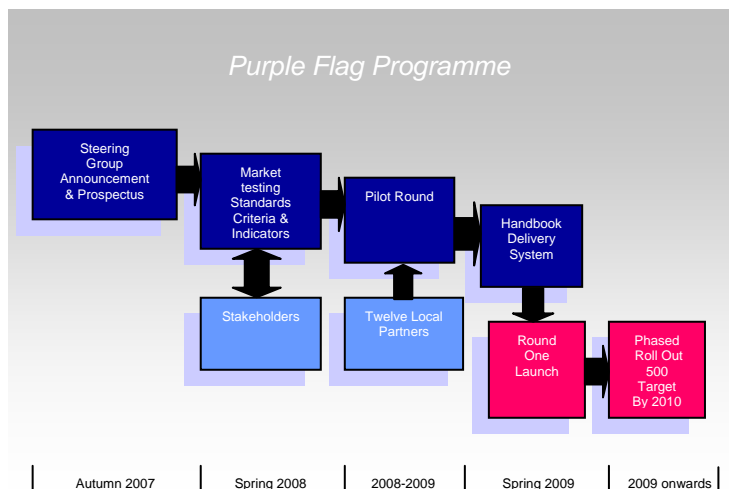 Purple Flag Programme
Steering
Group
Announcement
& Prospectus
Market
testing
Standards
Criteria &
Indicators
Pilot Round
Handbook
Delivery
System
Stakeholders
Twelve Local
Partners
Round
One
Launch
Phased
Roll Out
500
Target
By 2010
Autumn 2007
Spring 2008
2008-2009
Spring 2009
2009 onwards